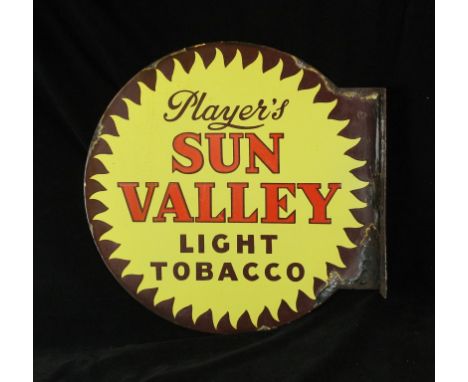 Player's
SUN
VALLEY
LIGHT
TOBACCO